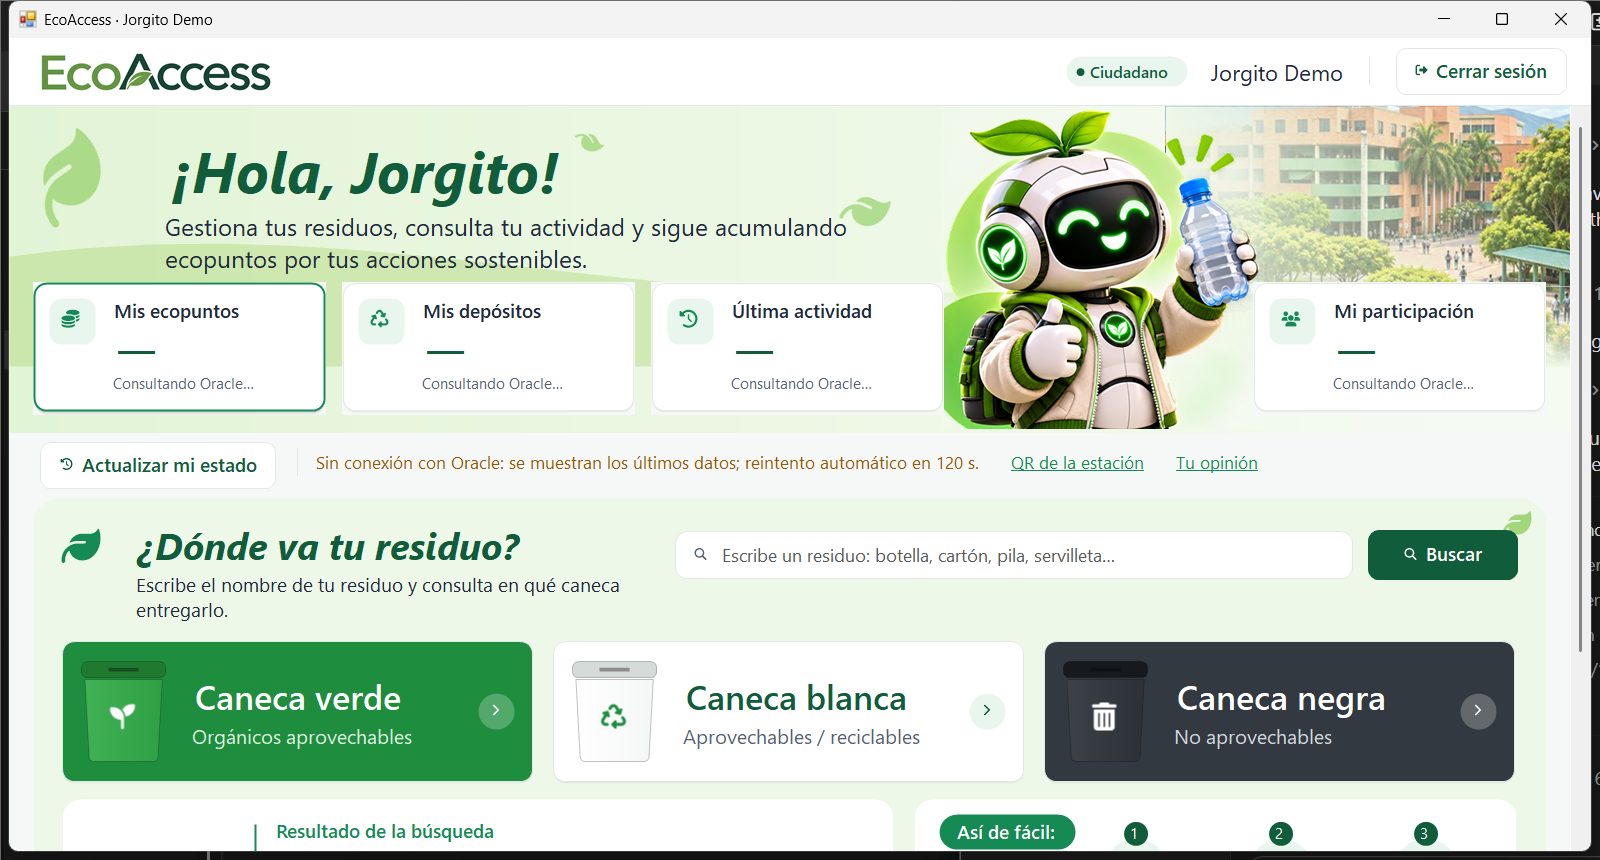 EcoAccess · Jorgito Demo
EcoAccess
Ciudadano
Jorgito Demo
Cerrar sesión
¡Hola, Jorgito!
Gestiona tus residuos, consulta tu actividad y sigue acumulando
ecopuntos por tus acciones sostenibles.
Mis ecopuntos
Consultando Oracle...
Mis depósitos
Consultando Oracle...
Última actividad
Consultando Oracle...
Mi participación
Consultando Oracle...
Actualizar mi estado
Sin conexión con Oracle: se muestran los últimos datos; reintento automático en 120 s.
QR de la estación
Tu opinión
¿Dónde va tu residuo?
Escribe el nombre de tu residuo y consulta en qué caneca
entregarlo.
Escribe un residuo: botella, cartón, pila, servilleta...
Buscar
Caneca verde
Orgánicos aprovechables
Caneca blanca
Aprovechables / reciclables
Caneca negra
No aprovechables
Resultado de la búsqueda
Así de fácil:
1
2
3